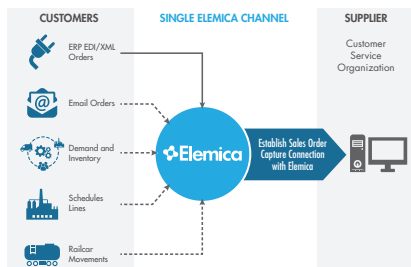 CUSTOMERS
SINGLE ELEMICA CHANNEL
SUPPLIER
ERP EDI/XML
Orders
Customer
Service
Organization
@
Email Orders
Demand and
Inventory
Elemica
Establish Sales Order
Capture Connection
with Elemica
Schedules
Lines
Railcar
Movements